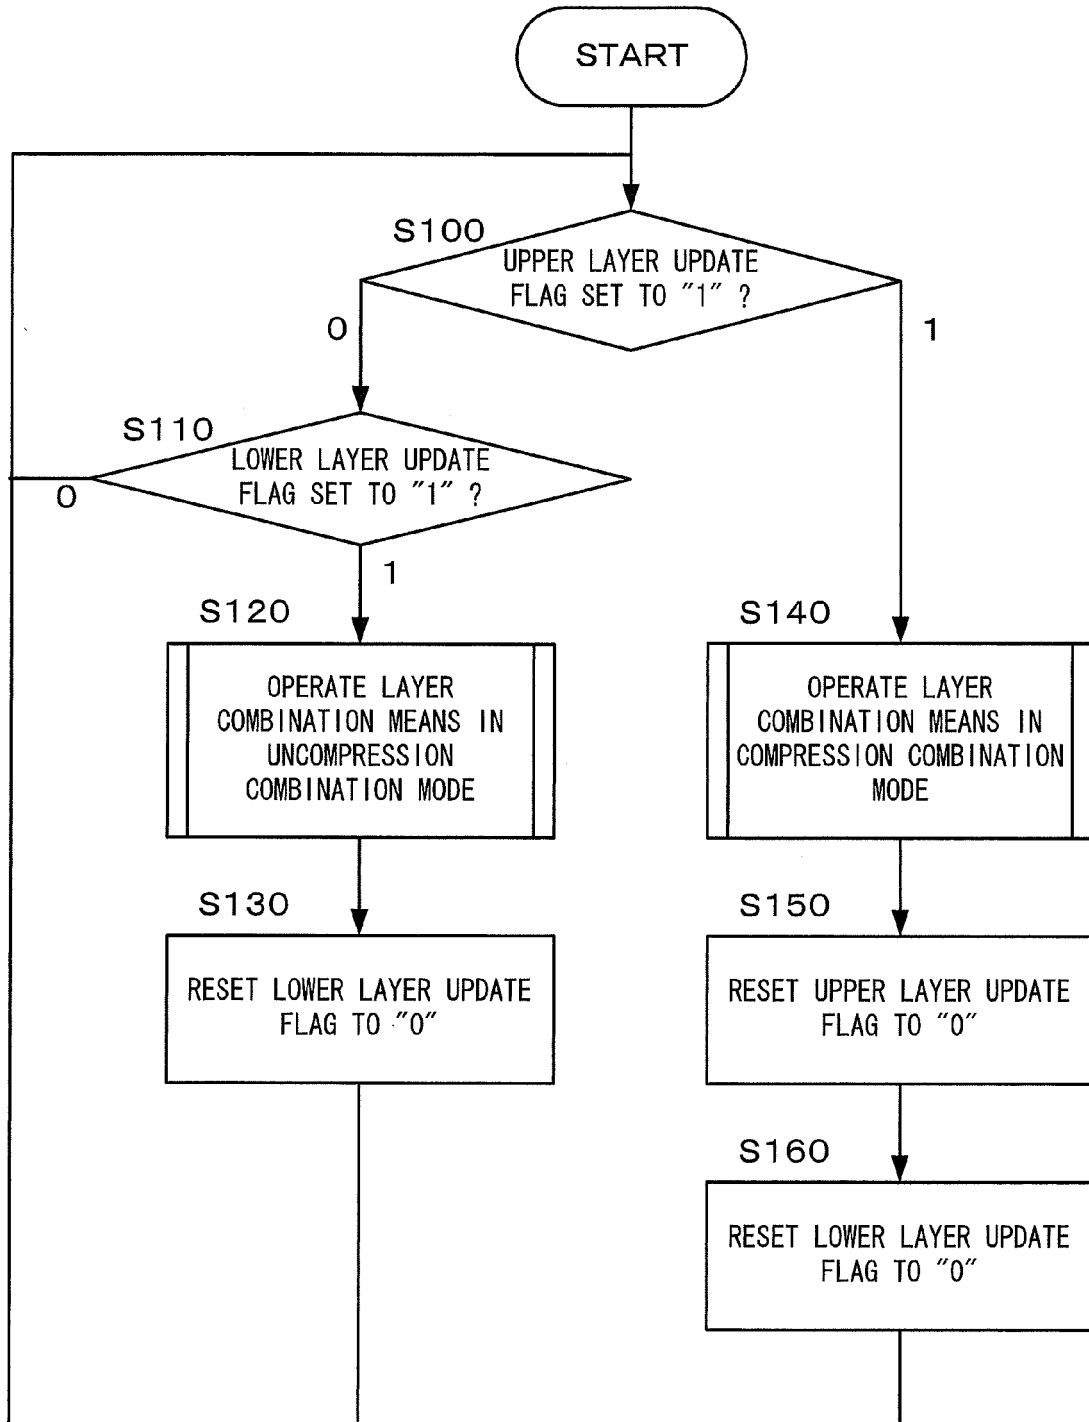 START
S100
UPPER LAYER UPDATE
FLAG SET TO "1" ?
0
1
S110
LOWER LAYER UPDATE
FLAG SET TO "1" ?
0
1
S120
OPERATE LAYER
COMBINATION MEANS IN
UNCOMPRESSION
COMBINATION MODE
S140
OPERATE LAYER
COMBINATION MEANS IN
COMPRESSION COMBINATION
MODE
S130
RESET LOWER LAYER UPDATE
FLAG TO "0"
S150
RESET UPPER LAYER UPDATE
FLAG TO "0"
S160
RESET LOWER LAYER UPDATE
FLAG TO "0"